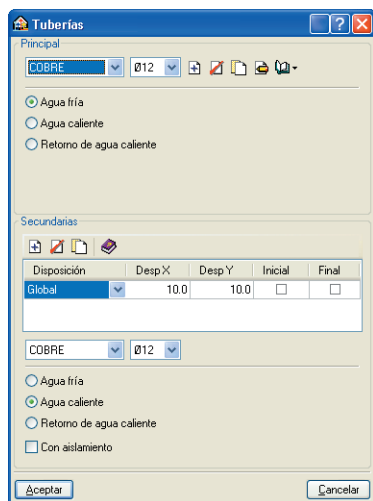 Tuberías
Principal
COBRE Ø12
Agua fría
Agua caliente
Retorno de agua caliente
Secundarias
Disposición Desp X Desp Y Inicial Final
Global 10.0 10.0
COBRE Ø12
Agua fría
Agua caliente
Retorno de agua caliente
Con aislamiento
Aceptar Cancelar